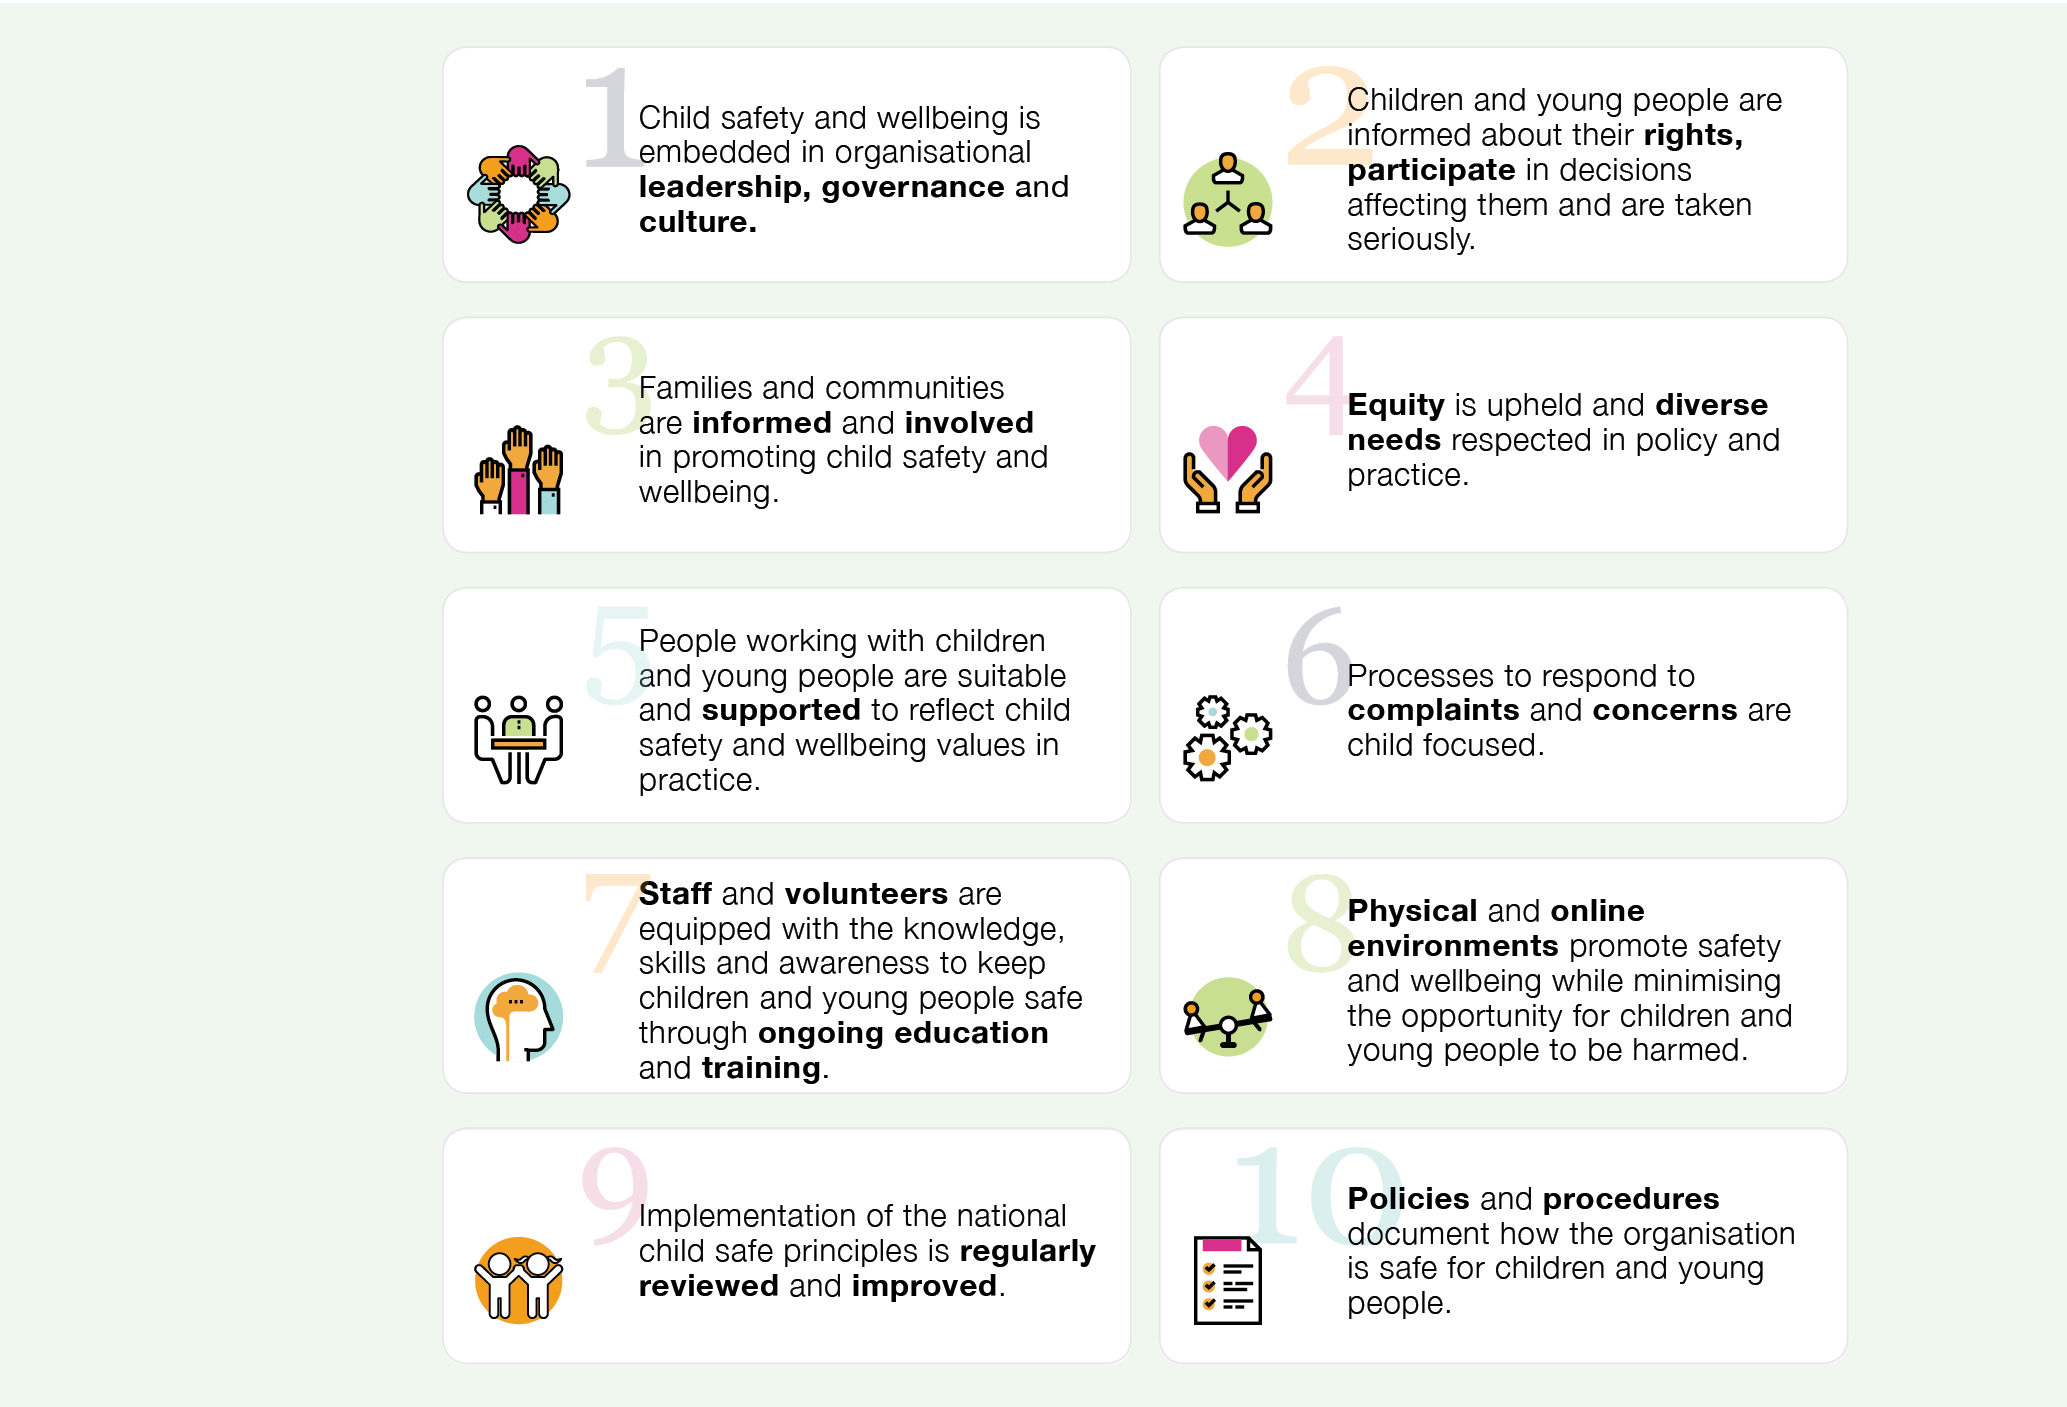 1
Child safety and wellbeing is
embedded in organisational
leadership, governance and
culture.
2
Children and young people are
informed about their rights,
participate in decisions
affecting them and are taken
seriously.
3
Families and communities
are informed and involved
in promoting child safety and
wellbeing.
4
Equity is upheld and diverse
needs respected in policy and
practice.
5
People working with children
and young people are suitable
and supported to reflect child
safety and wellbeing values in
practice.
6
Processes to respond to
complaints and concerns are
child focused.
7
Staff and volunteers are
equipped with the knowledge,
skills and awareness to keep
children and young people safe
through ongoing education
and training.
8
Physical and online
environments promote safety
and wellbeing while minimising
the opportunity for children and
young people to be harmed.
9
Implementation of the national
child safe principles is regularly
reviewed and improved.
10
Policies and procedures
document how the organisation
is safe for children and young
people.